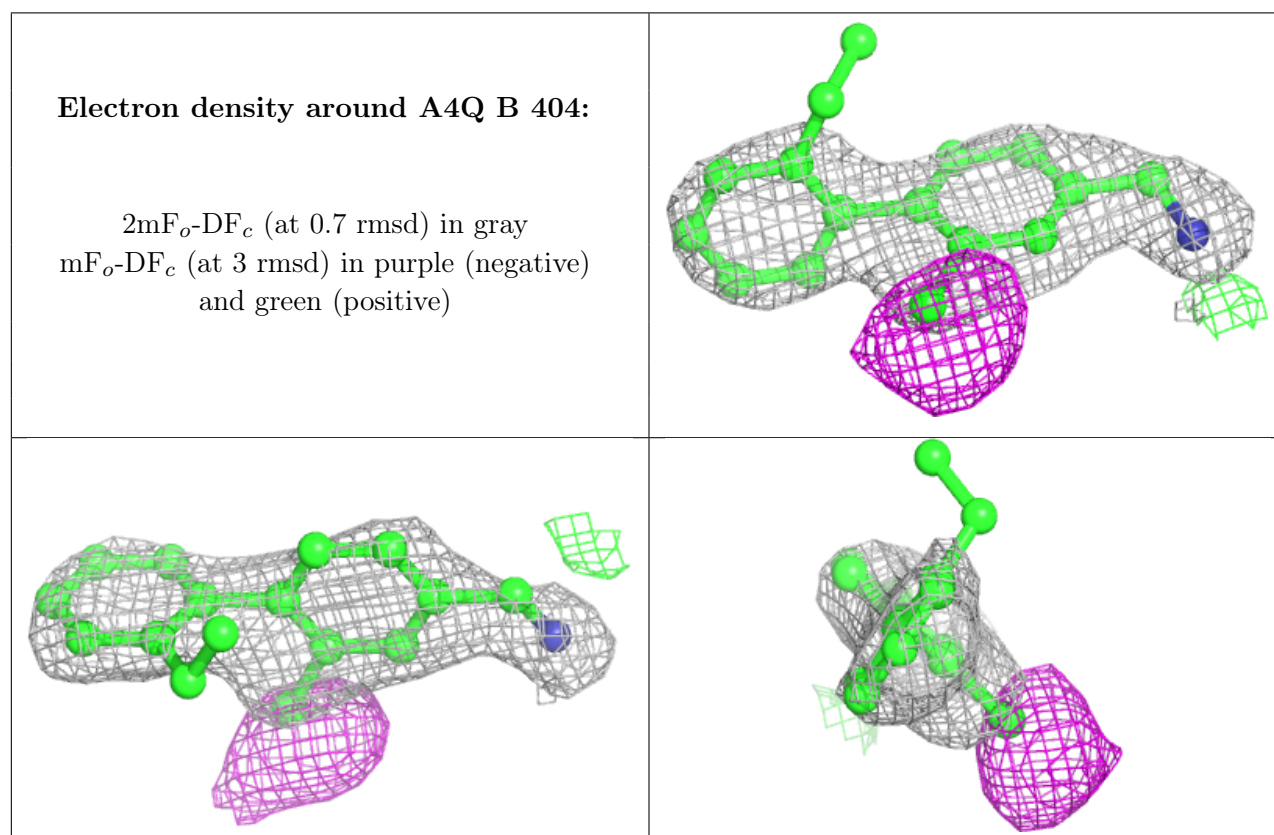 Electron density around A4Q B 404:
2mFo-DFc (at 0.7 rmsd) in gray
mFo-DFc (at 3 rmsd) in purple (negative)
and green (positive)